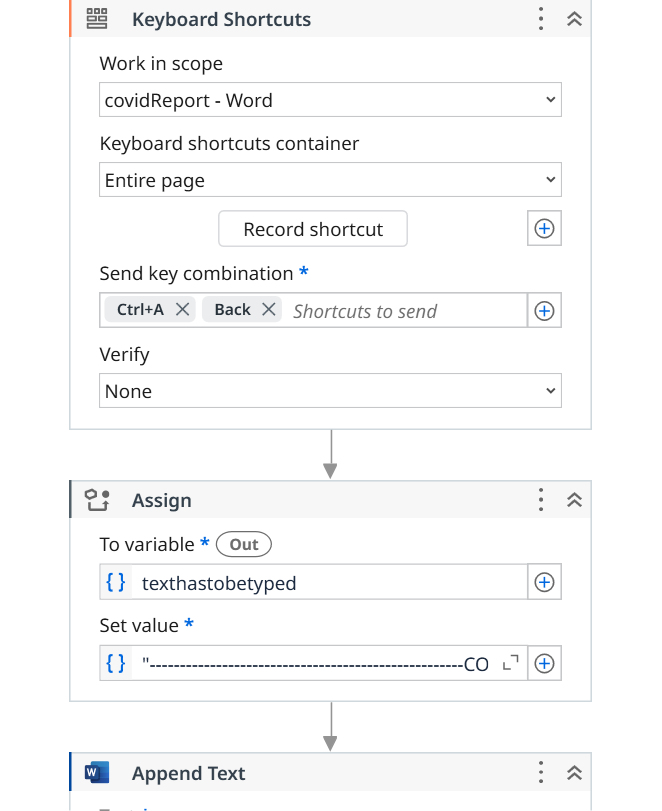 Keyboard Shortcuts
Work in scope
covidReport - Word
Keyboard shortcuts container
Entire page
Record shortcut
Send key combination *
Ctrl+A Back Shortcuts to send
Verify
None
Assign
To variable * Out
{ } texthastobetyped
Set value *
{ } "----------------------------------------------------CO
W Append Text